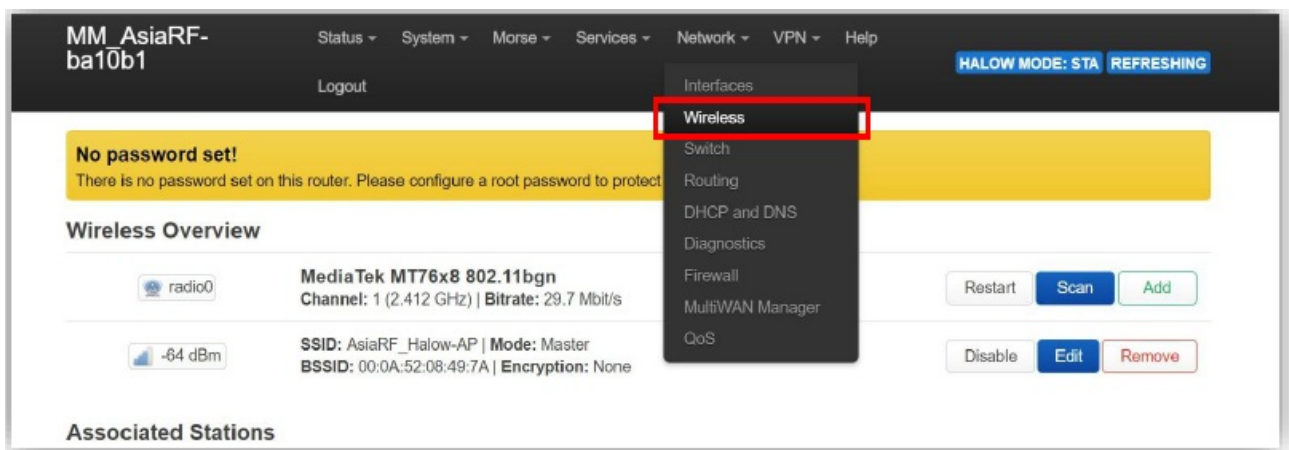 MM_AsiaRF-ba10b1
Status
System
Morse
Services
Network
VPN
Help
Logout
HALOW MODE: STA
REFRESHING
Interfaces
Wireless
Switch
Routing
DHCP and DNS
Diagnostics
Firewall
MultiWAN Manager
QoS
No password set!
There is no password set on this router. Please configure a root password to protect
Wireless Overview
radio0
MediaTek MT76x8 802.11bgn
Channel: 1 (2.412 GHz) | Bitrate: 29.7 Mbit/s
Restart
Scan
Add
-64 dBm
SSID: AsiaRF_Halow-AP | Mode: Master
BSSID: 00:0A:52:08:49:7A | Encryption: None
Disable
Edit
Remove
Associated Stations